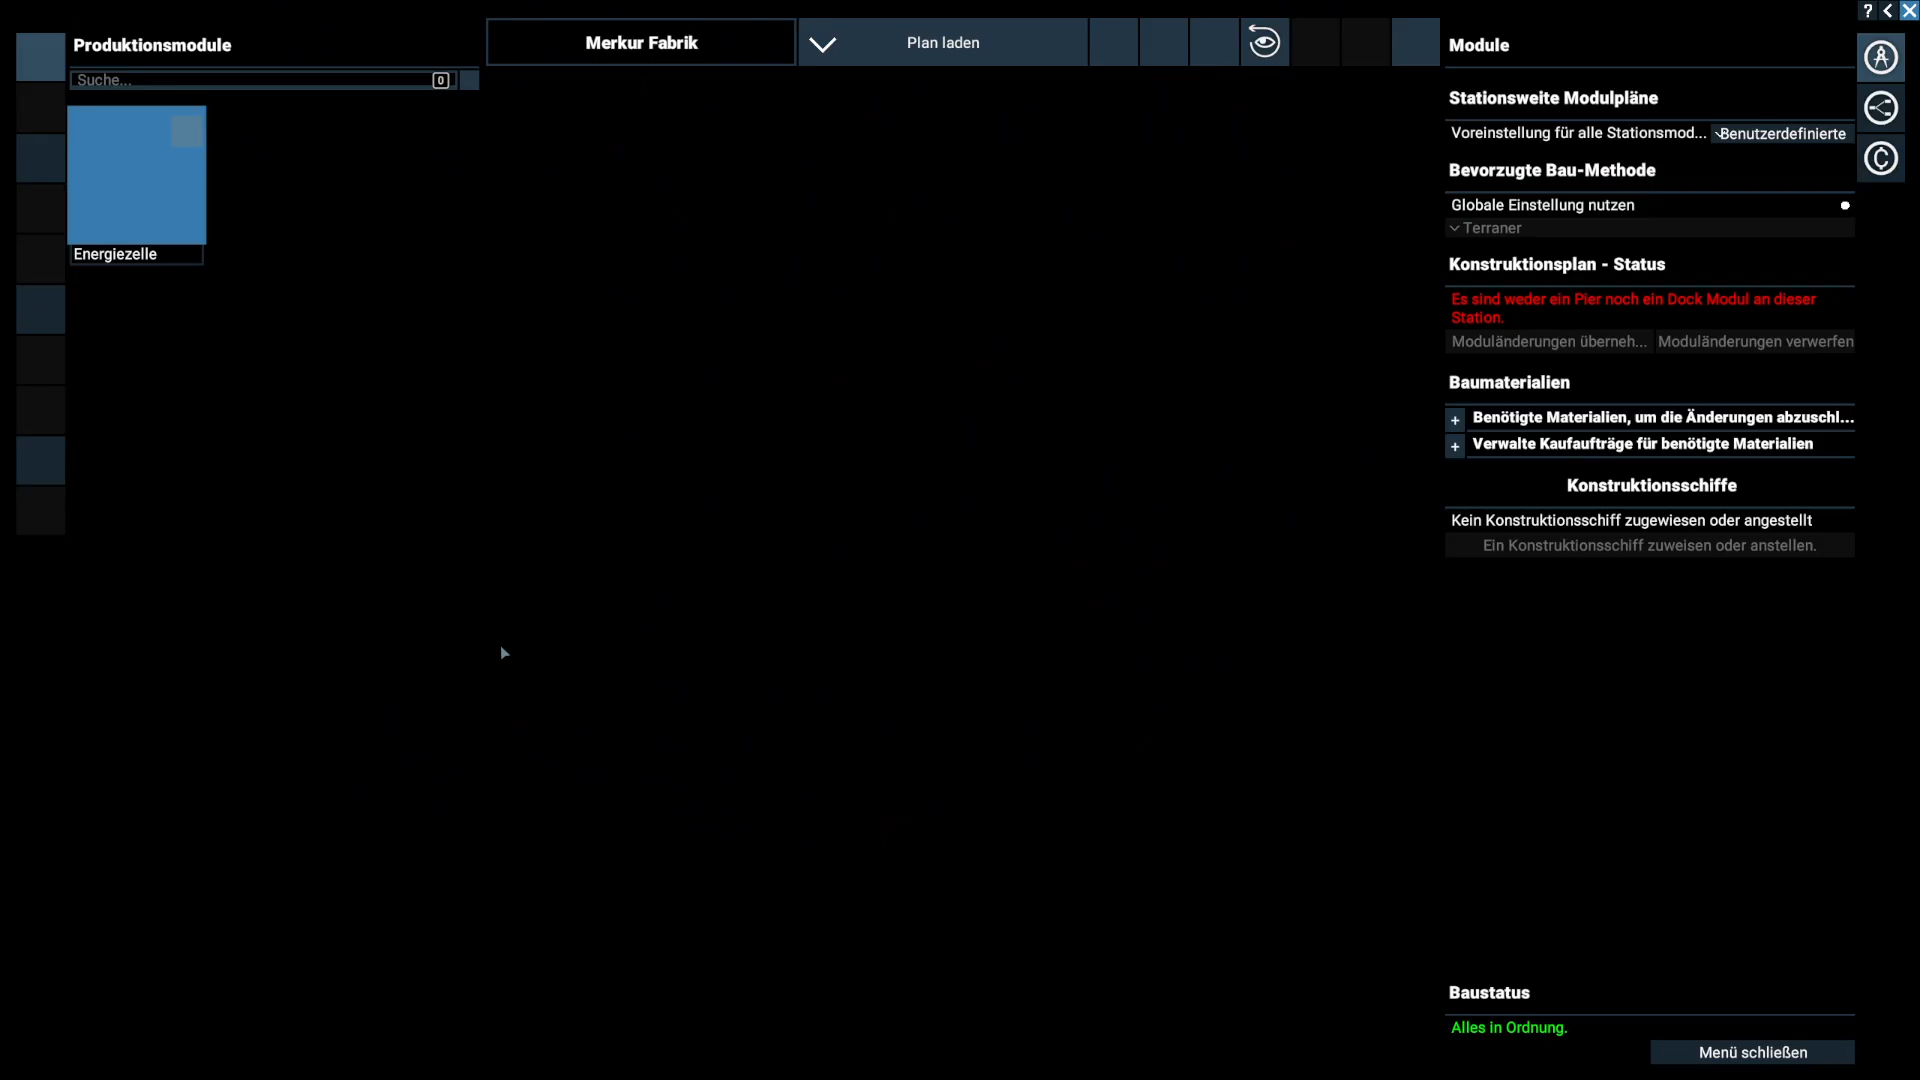 Produktionsmodule
Suche...
0
Energiezelle
Merkur Fabrik
Plan laden
?
Module
Stationsweite Modulpläne
Voreinstellung für alle Stationsmod... Benutzerdefinierte
Bevorzugte Bau-Methode
Globale Einstellung nutzen
Terraner
Konstruktionsplan - Status
Es sind weder ein Pier noch ein Dock Modul an dieser
Station.
Moduländerungen überneh... Moduländerungen verwerfen
Baumaterialien
+ Benötigte Materialien, um die Änderungen abzuschl...
+ Verwalte Kaufaufträge für benötigte Materialien
Konstruktionsschiffe
Kein Konstruktionsschiff zugewiesen oder angestellt
Ein Konstruktionsschiff zuweisen oder anstellen.
Baustatus
Alles in Ordnung.
Menü schließen